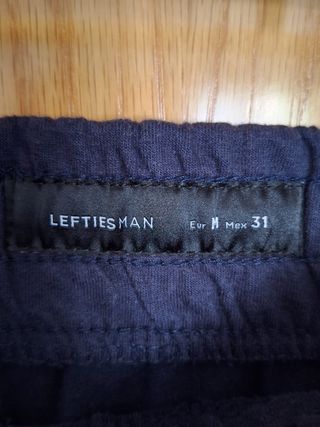 LEFTIESMAN Eur M Mex 31